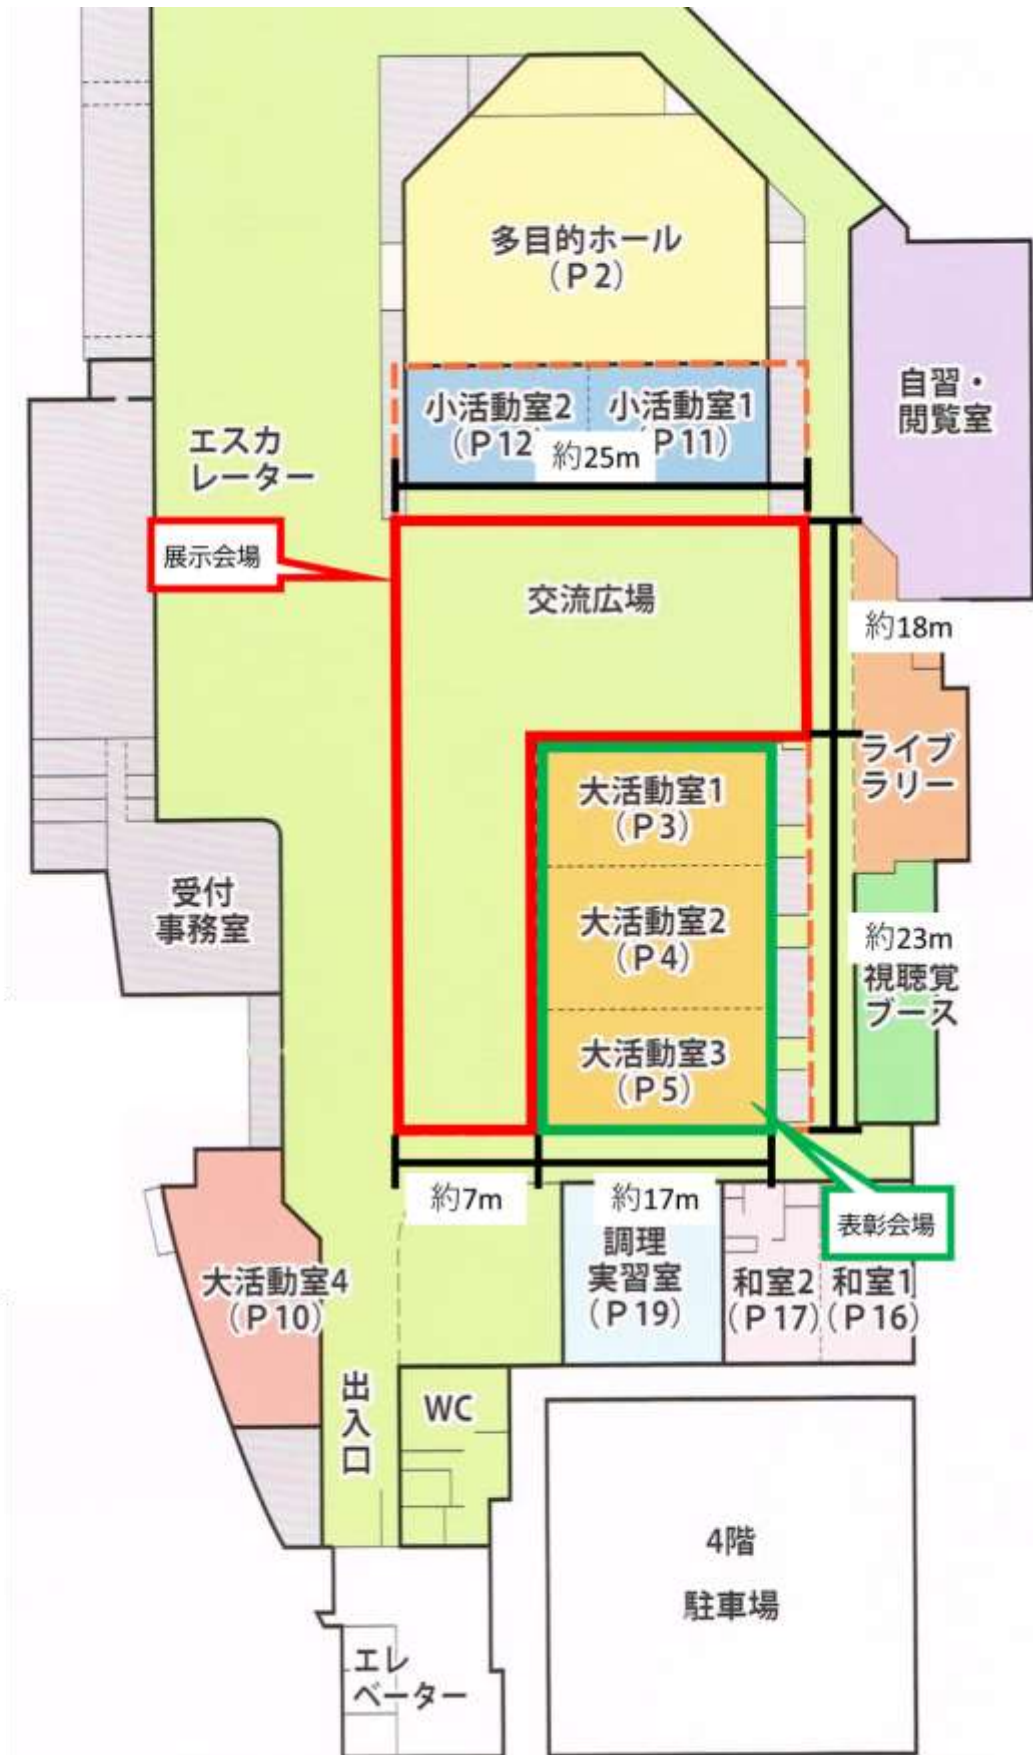 多目的ホール
（P2）
自習・
閲覧室
小活動室2
（P12
小活動室1
P11）
約25m
エスカ
レーター
展示会場
交流広場
約18m
ライブ
ラリー
大活動室1
（P3）
大活動室2
（P4）
大活動室3
（P5）
受付
事務室
約23m
視聴覚
ブース
約7m
約17m
表彰会場
調理
実習室
（P19）
和室2
（P17）
和室1
（P16）
大活動室4
（P10）
出入口
WC
4階
駐車場
エレ
ベーター